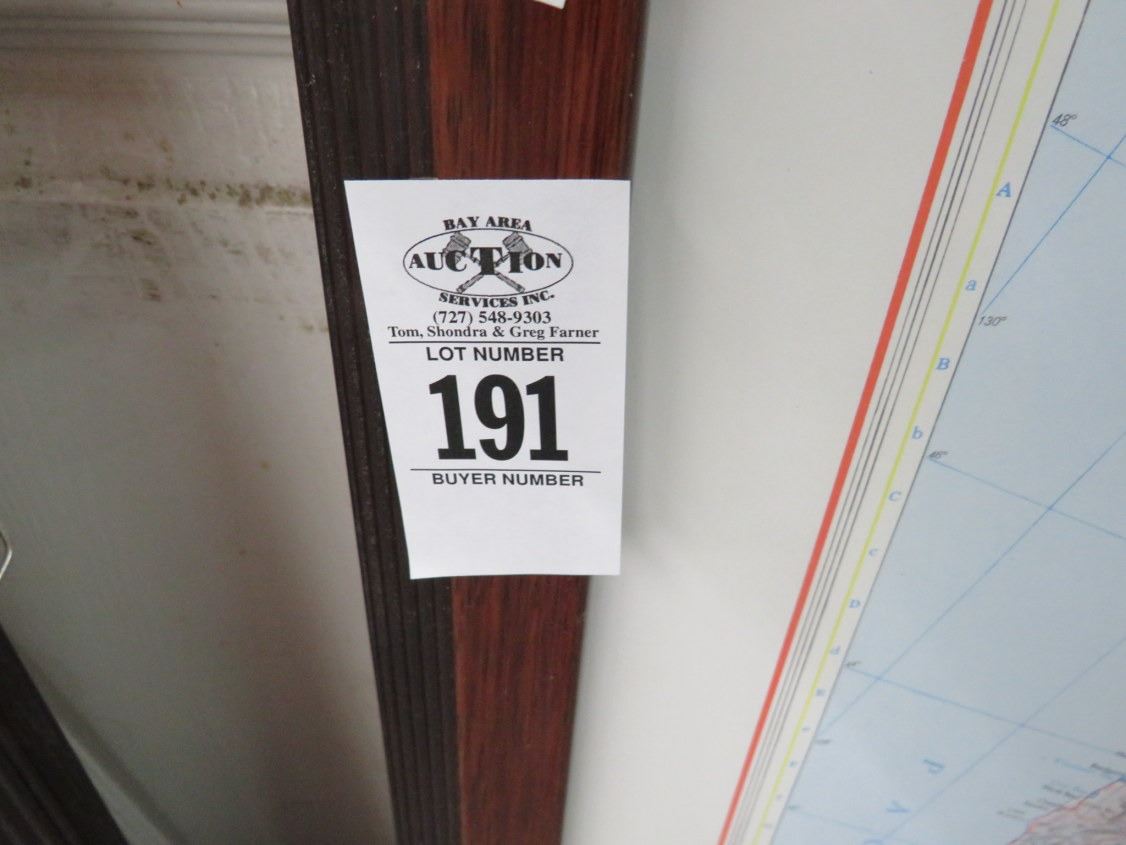 BAY AREA
AUCTION
SERVICES INC.
(727) 548-9303
Tom, Shondra & Greg Farner
LOT NUMBER
191
BUYER NUMBER
48°
A
a
130°
B
b
46°
C
c
D
d
44°